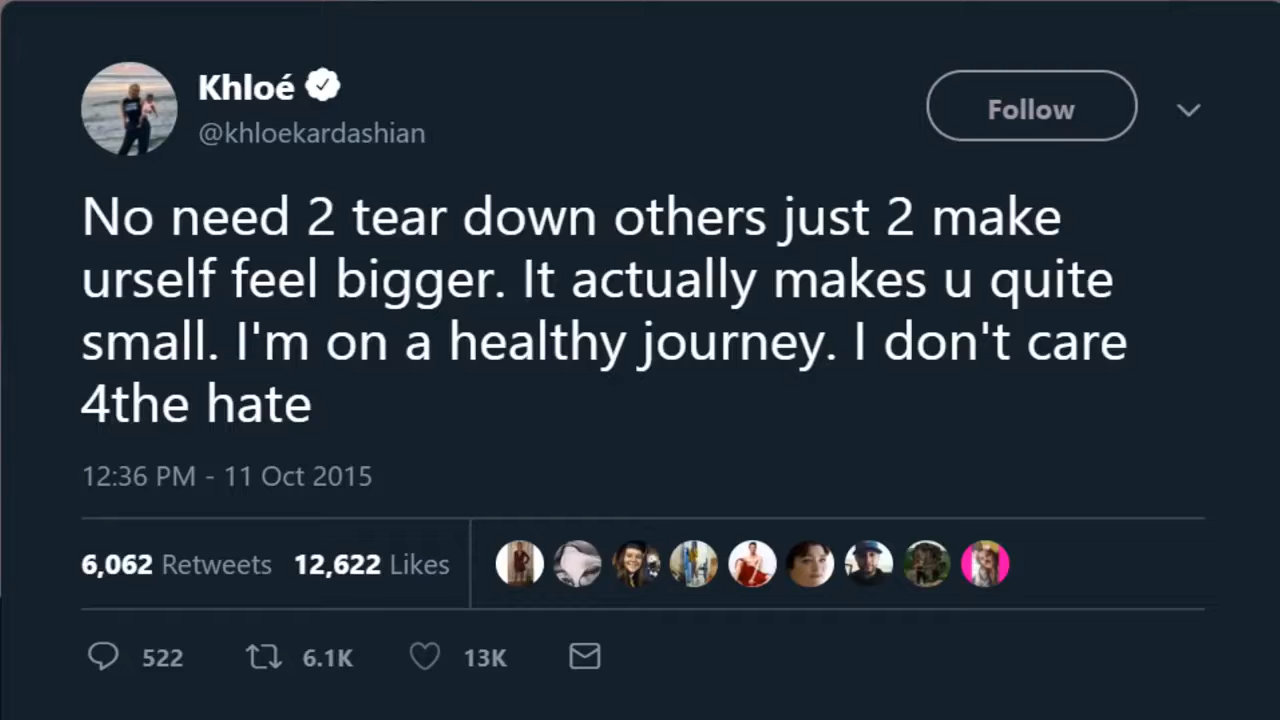 Khloé
@khloekardashian
Follow
No need 2 tear down others just 2 make
urself feel bigger. It actually makes u quite
small. I'm on a healthy journey. I don't care
4the hate
12:36 PM - 11 Oct 2015
6,062 Retweets 12,622 Likes
522 6.1K 13K